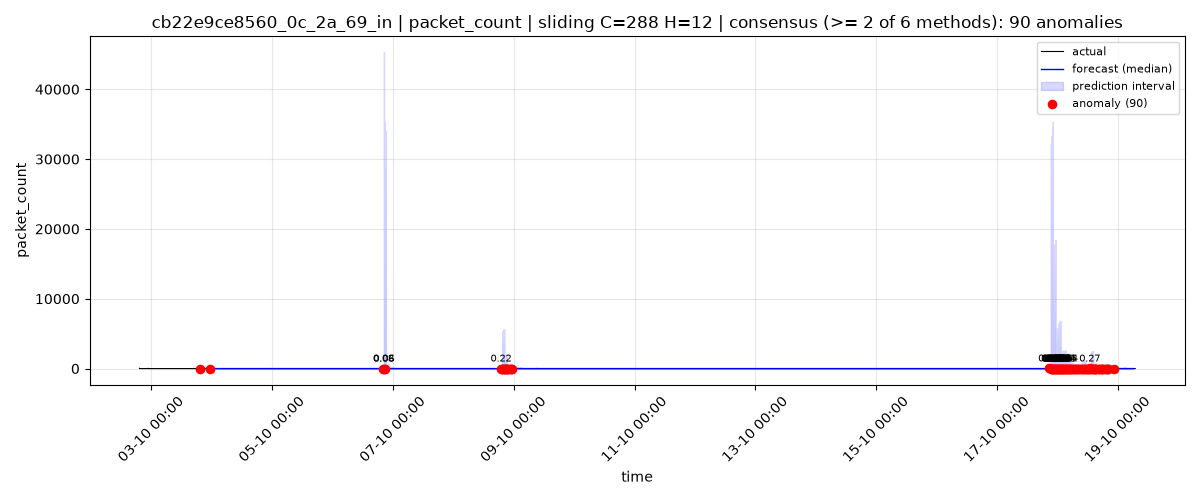 cb22e9ce8560_0c_2a_69_in | packet_count | sliding C=288 H=12 | consensus (>= 2 of 6 methods): 90 anomalies
actual
forecast (median)
prediction interval
anomaly (90)
packet_count
40000
30000
20000
10000
0
0.22
0.27
03-10 00:00
05-10 00:00
07-10 00:00
09-10 00:00
11-10 00:00
13-10 00:00
15-10 00:00
17-10 00:00
19-10 00:00
time